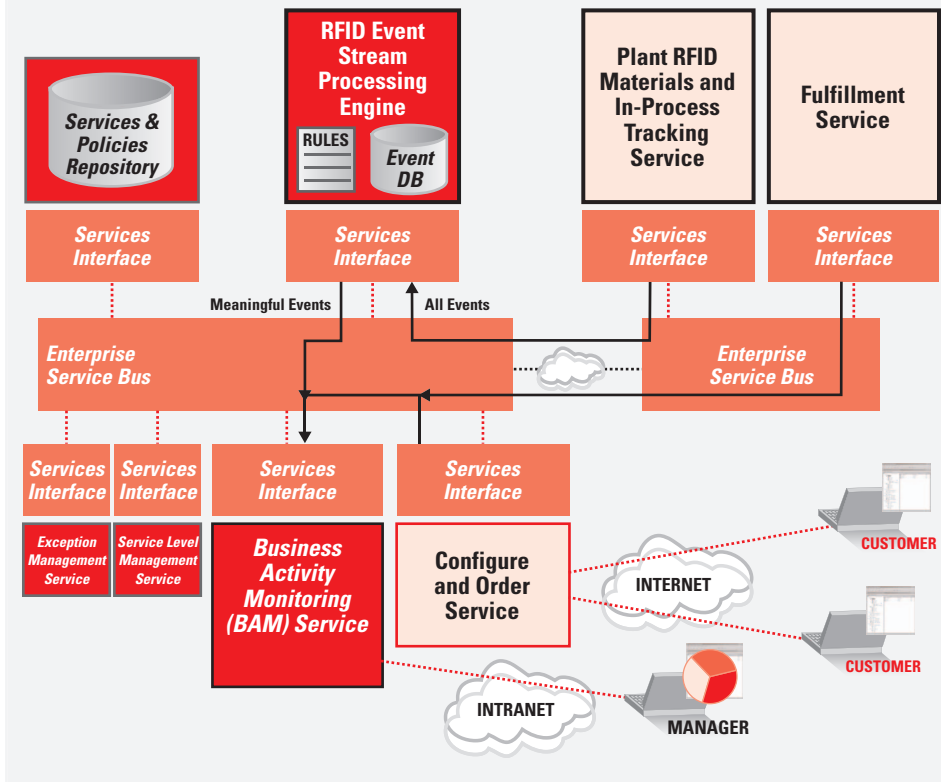 Services &
Policies
Repository
RFID Event
Stream
Processing
Engine
RULES
Event
DB
Plant RFID
Materials and
In-Process
Tracking
Service
Fulfillment
Service
Services
Interface
Services
Interface
Services
Interface
Services
Interface
Meaningful Events
All Events
Enterprise
Service Bus
Enterprise
Service Bus
Services
Interface
Services
Interface
Services
Interface
Services
Interface
Exception
Management
Service
Service Level
Management
Service
Business
Activity
Monitoring
(BAM) Service
Configure
and Order
Service
INTERNET
CUSTOMER
CUSTOMER
INTRANET
MANAGER